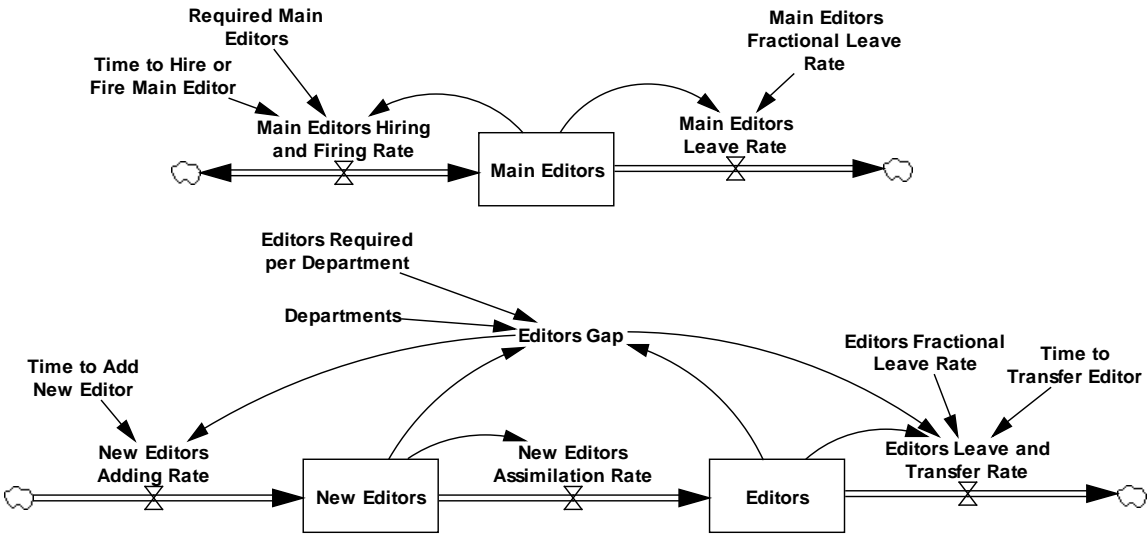 Required Main
Editors
Main Editors
Fractional Leave
Rate
Time to Hire or
Fire Main Editor
Main Editors Hiring
and Firing Rate
Main Editors
Leave Rate
Main Editors
Editors Required
per Department
Departments
Editors Gap
Time to Add
New Editor
Editors Fractional
Leave Rate
Time to
Transfer Editor
New Editors
Adding Rate
New Editors
Assimilation Rate
Editors Leave and
Transfer Rate
New Editors
Editors